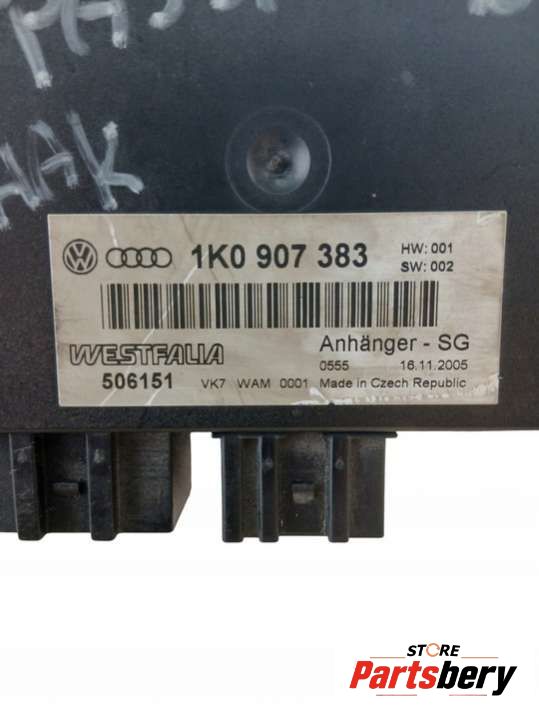 HAK
1K0 907 383
HW: 001
SW: 002
WESTFALIA
Anhänger - SG
506151
0555
16.11.2005
VK7 WAM 0001
Made in Czech Republic
STORE
Partsbery